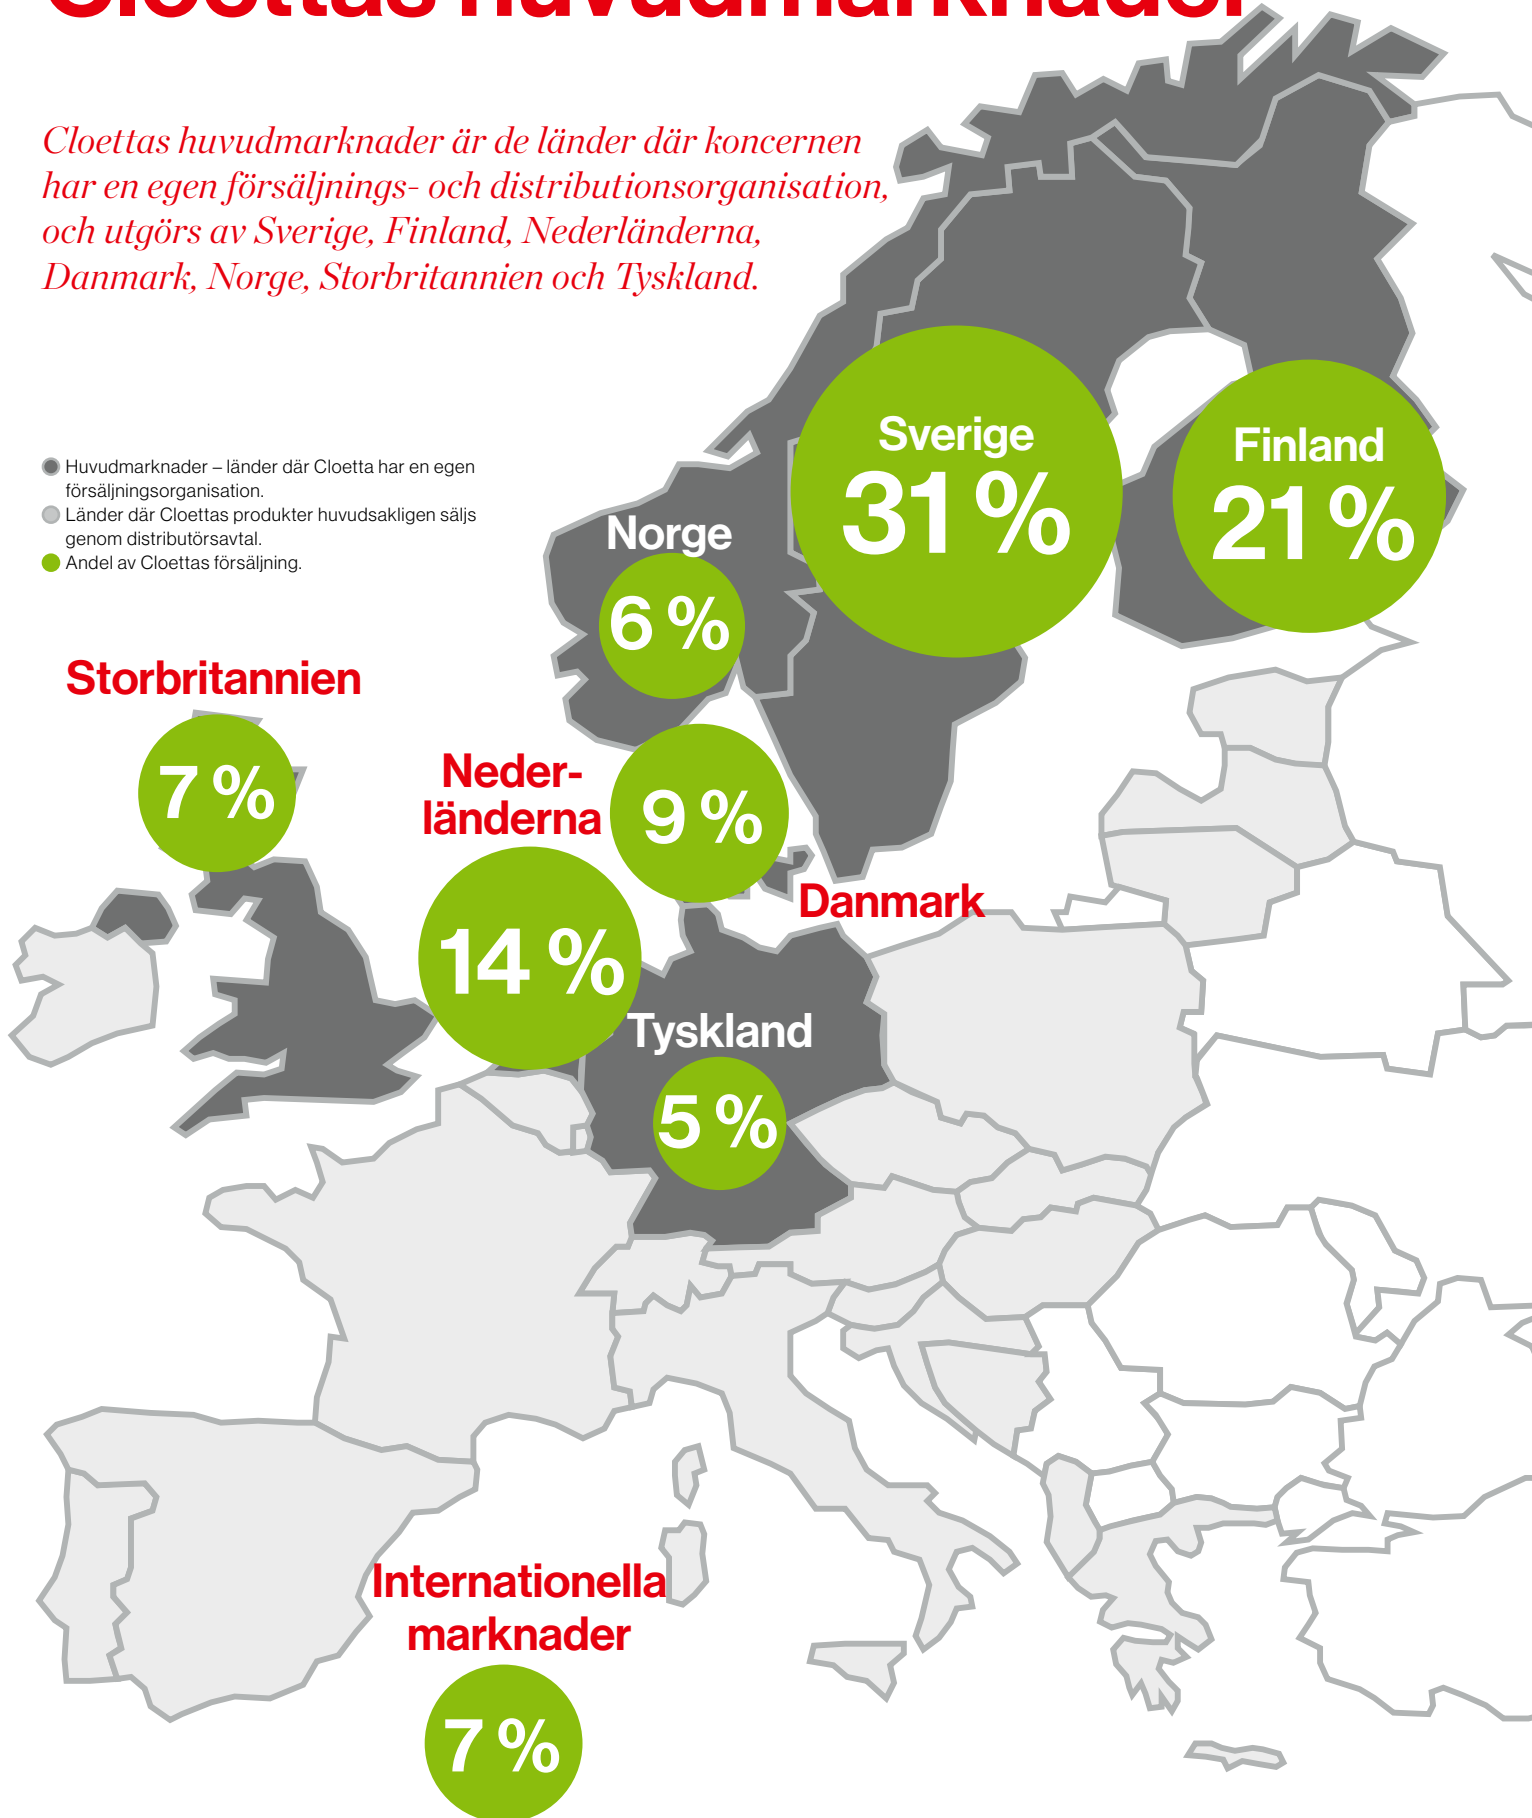 Cloettas huvudmarknader
Cloettas huvudmarknader är de länder där koncernen
har en egen försäljnings- och distributionsorganisation,
och utgörs av Sverige, Finland, Nederländerna,
Danmark, Norge, Storbritannien och Tyskland.
Huvudmarknader – länder där Cloetta har en egen
försäljningsorganisation.
Länder där Cloettas produkter huvudsakligen säljs
genom distributörsavtal.
Andel av Cloettas försäljning.
Sverige
31 %
Finland
21 %
Norge
6 %
Storbritannien
7 %
Neder-
länderna
14 %
9 %
Danmark
Tyskland
5 %
Internationella
marknader
7 %